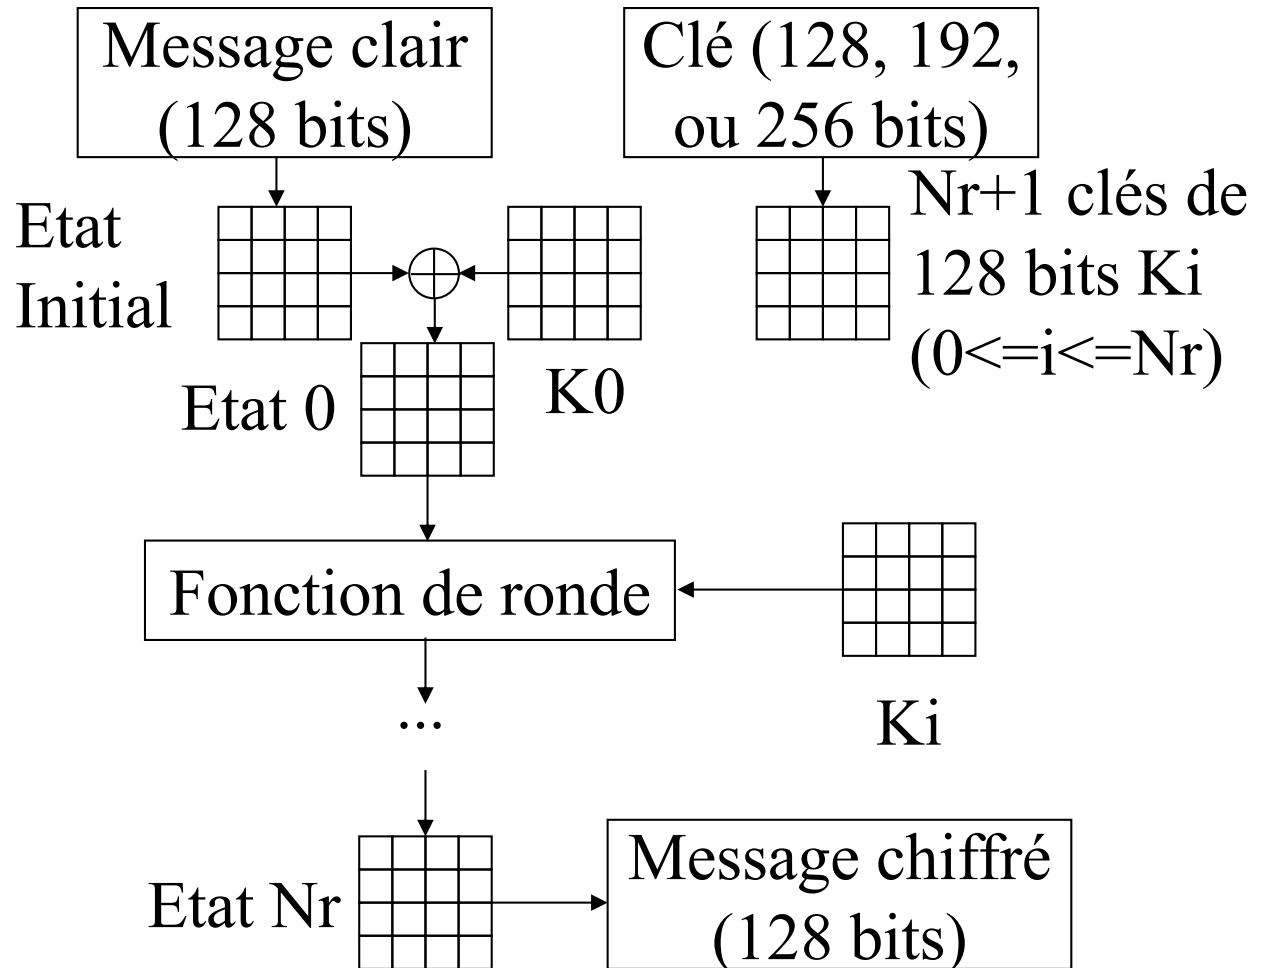 Message clair
(128 bits)
Clé (128, 192,
ou 256 bits)
Etat
Initial
Nr+1 clés de
128 bits Ki
(0<=i<=Nr)
K0
Etat 0
Fonction de ronde
...
Ki
Etat Nr
Message chiffré
(128 bits)